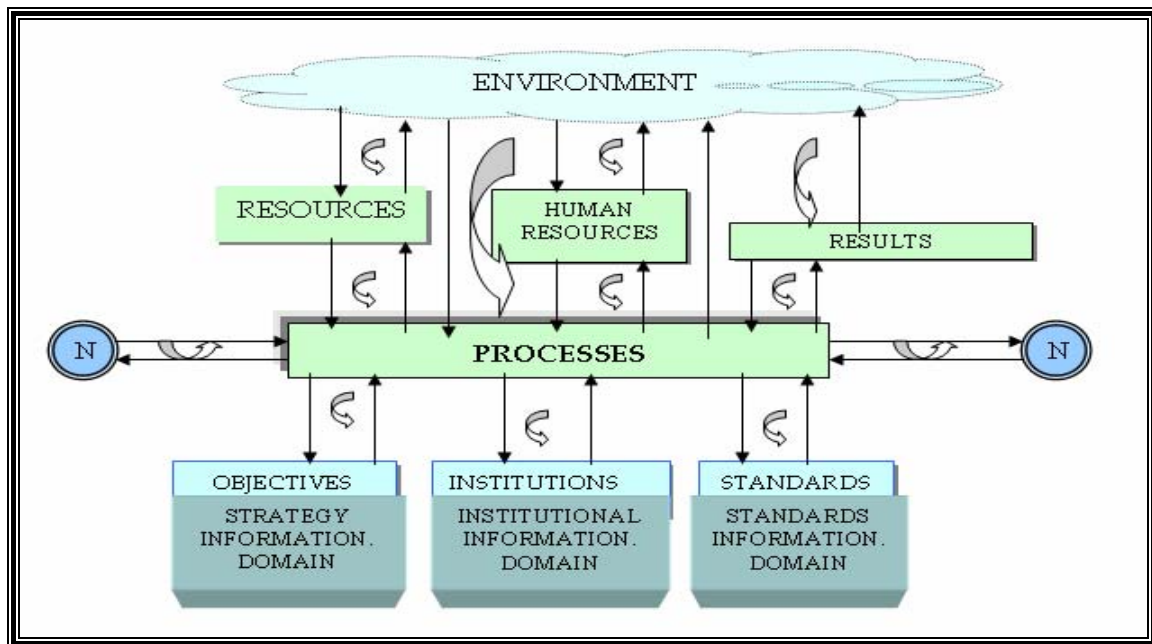 ENVIRONMENT
RESOURCES
HUMAN
RESOURCES
RESULTS
N
PROCESSES
N
OBJECTIVES
STRATEGY
INFORMATION.
DOMAIN
INSTITUTIONS
INSTITUTIONAL
INFORMATION.
DOMAIN
STANDARDS
STANDARDS
INFORMATION.
DOMAIN